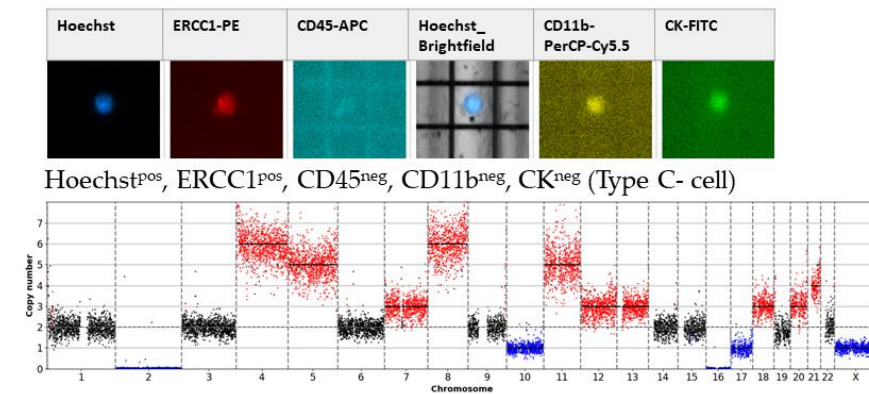 Hoechst ERCC1-PE CD45-APC Hoechst_ CD11b- CK-FITC
Brightfield PerCP-Cy5.5
Hoechstpos, ERCC1pos, CD45neg, CD11bneg, CKneg (Type C- cell)
7
6
5
4
3
2
1
0
Copy number
1 2 3 4 5 6 7 8 9 10 11 12 13 14 15 16 17 18 19 20 21 22 X
Chromosome